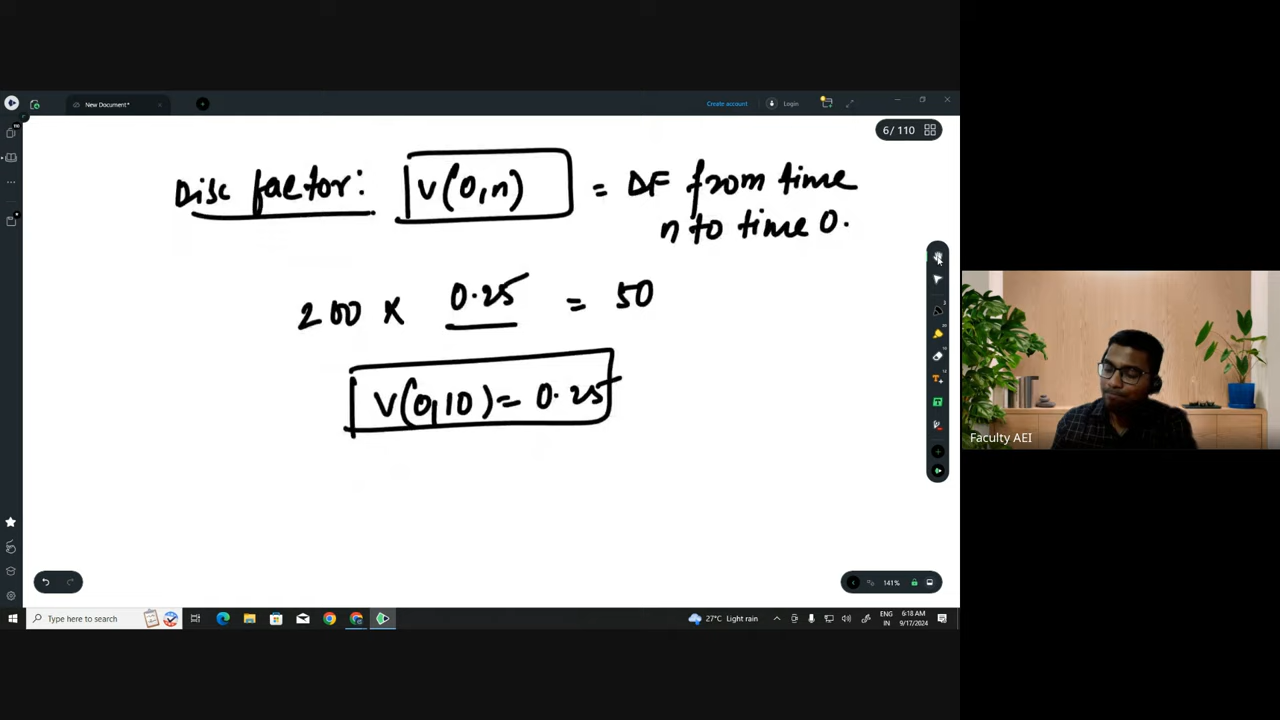 New Document*
Create account
Login
6/ 110
Disc factor: V(0,n) = DF from time
n to time 0.
200 x 0.25 = 50
V(0,10) = 0.25
Faculty AEI
141%
Type here to search
27°C Light rain
ENG
IN
6:18 AM
9/17/2024